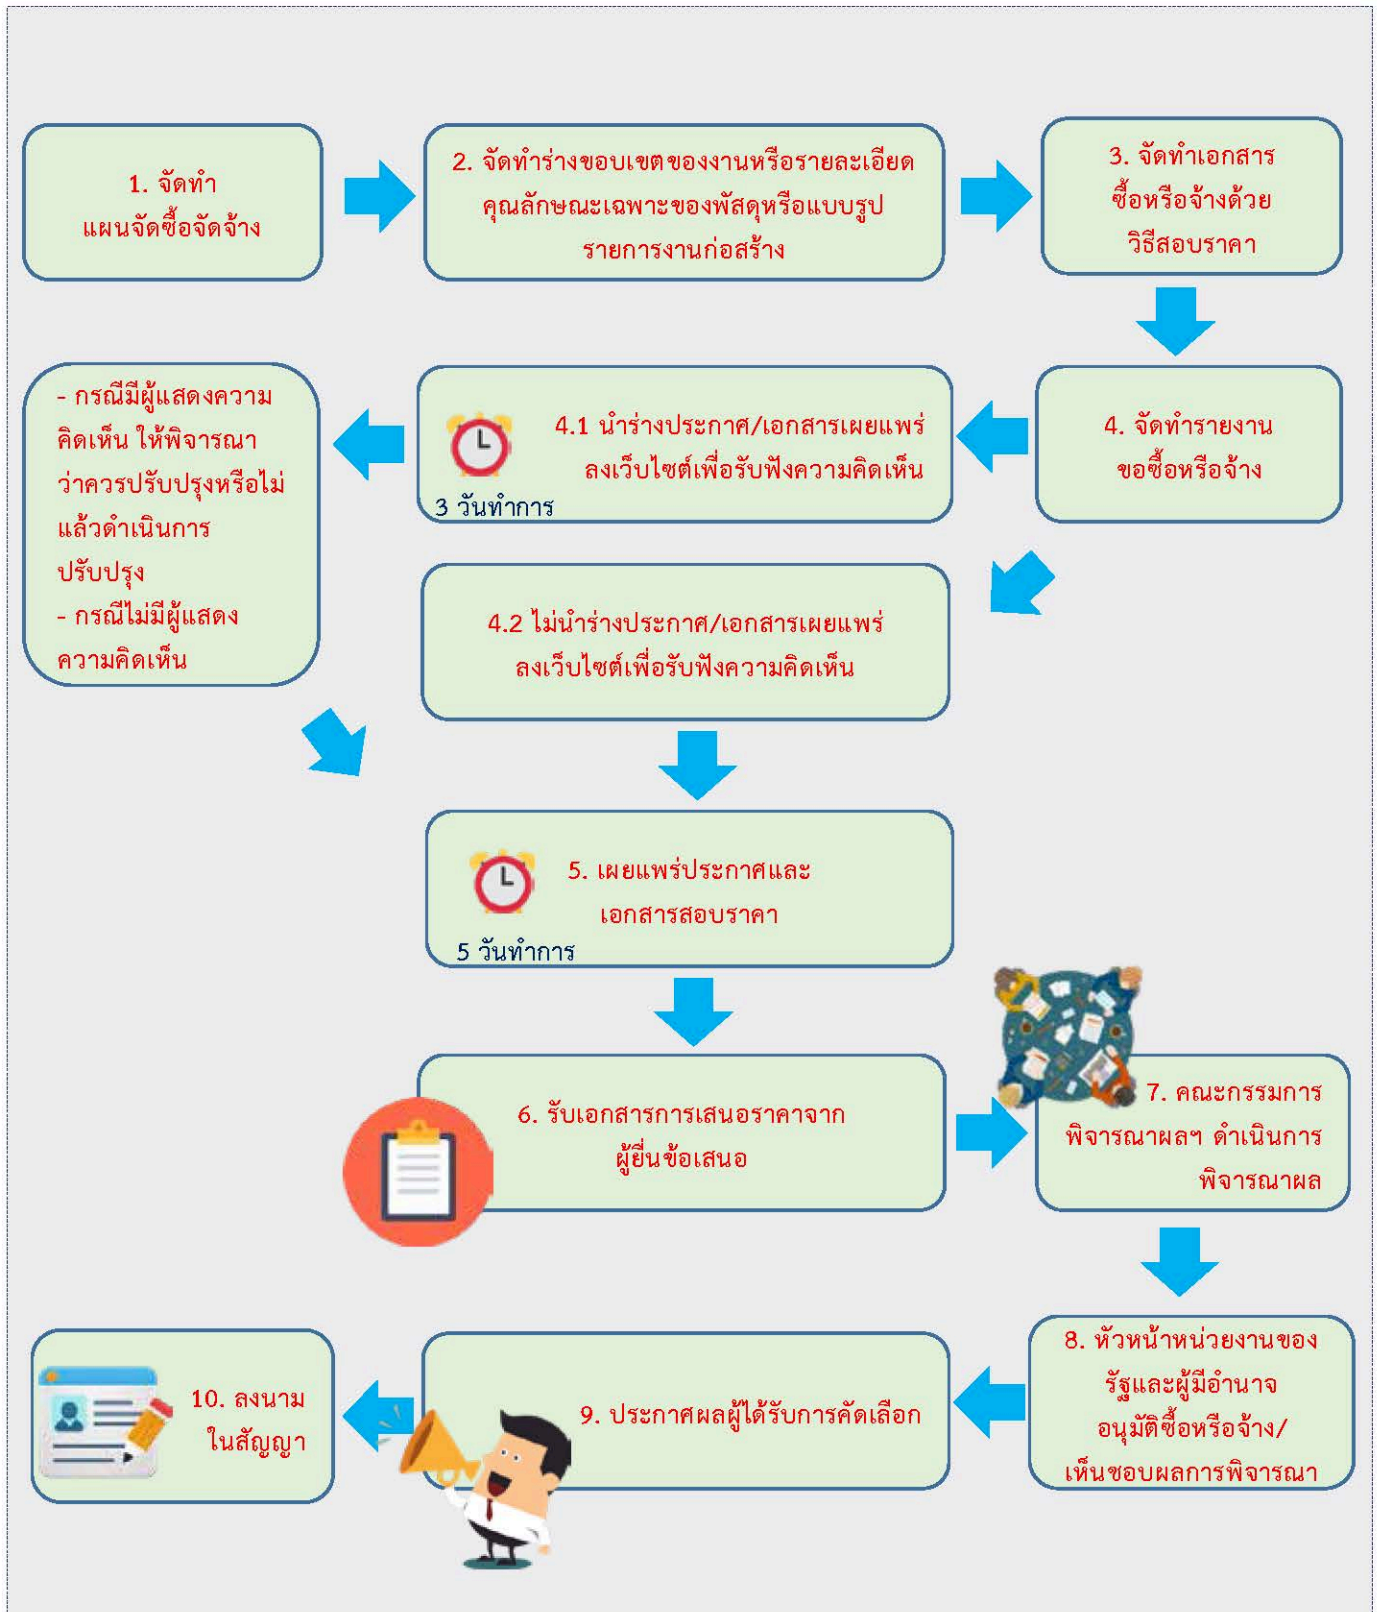 1. จัดทำ
แผนจัดซื้อจัดจ้าง
2. จัดทำร่างขอบเขตของงานหรือรายละเอียด
คุณลักษณะเฉพาะของพัสดุหรือแบบรูป
รายการงานก่อสร้าง
3. จัดทำเอกสาร
ซื้อหรือจ้างด้วย
วิธีสอบราคา
4. จัดทำรายงาน
ขอซื้อหรือจ้าง
4.1 นำร่างประกาศ/เอกสารเผยแพร่
ลงเว็บไซต์เพื่อรับฟังความคิดเห็น
3 วันทำการ
- กรณีมีผู้แสดงความ
คิดเห็น ให้พิจารณา
ว่าควรปรับปรุงหรือไม่
แล้วดำเนินการ
ปรับปรุง
- กรณีไม่มีผู้แสดง
ความคิดเห็น
4.2 ไม่นำร่างประกาศ/เอกสารเผยแพร่
ลงเว็บไซต์เพื่อรับฟังความคิดเห็น
5. เผยแพร่ประกาศและ
เอกสารสอบราคา
5 วันทำการ
6. รับเอกสารการเสนอราคาจาก
ผู้ยื่นข้อเสนอ
7. คณะกรรมการ
พิจารณาผลฯ ดำเนินการ
พิจารณาผล
8. หัวหน้าหน่วยงานของ
รัฐและผู้มีอำนาจ
อนุมัติซื้อหรือจ้าง/
เห็นชอบผลการพิจารณา
9. ประกาศผลผู้ได้รับการคัดเลือก
10. ลงนาม
ในสัญญา